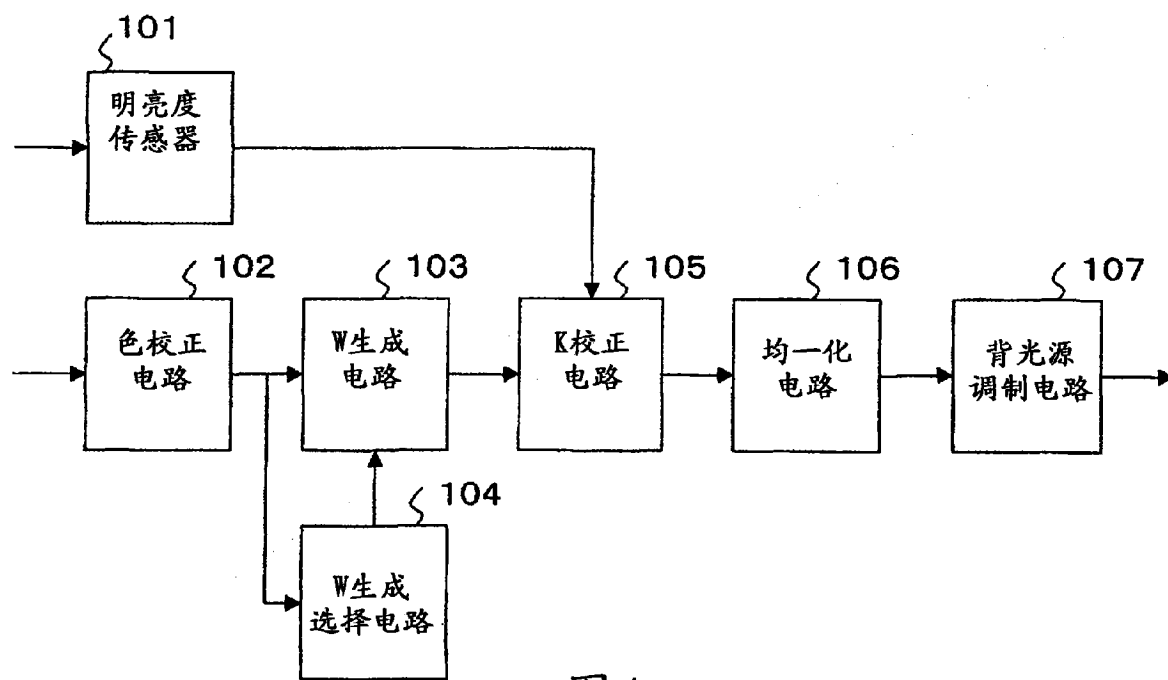 101
明亮度
传感器
102
色校正
电路
103
W生成
电路
104
W生成
选择电路
105
K校正
电路
106
均一化
电路
107
背光源
调制电路